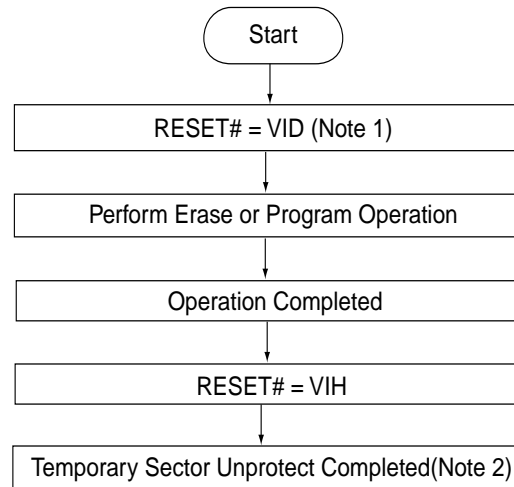 Start
RESET# = VID (Note 1)
Perform Erase or Program Operation
Operation Completed
RESET# = VIH
Temporary Sector Unprotect Completed(Note 2)